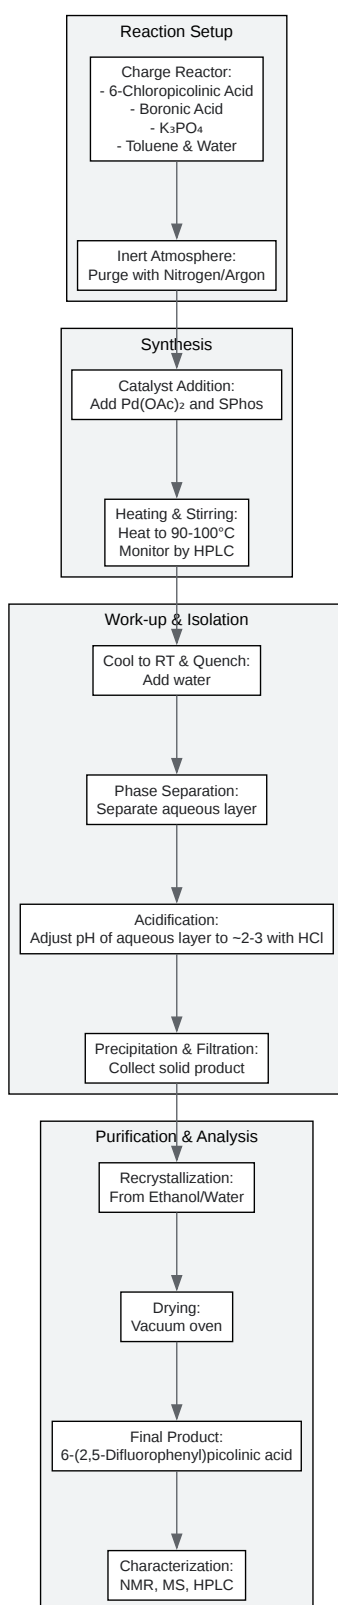 Reaction Setup
Charge Reactor:
- 6-Chloropicolinic Acid
- Boronic Acid
- K₃PO₄
- Toluene & Water
Inert Atmosphere:
Purge with Nitrogen/Argon
Synthesis
Catalyst Addition:
Add Pd(OAc)₂ and SPhos
Heating & Stirring:
Heat to 90-100°C
Monitor by HPLC
Work-up & Isolation
Cool to RT & Quench:
Add water
Phase Separation:
Separate aqueous layer
Acidification:
Adjust pH of aqueous layer to ~2-3 with HCl
Precipitation & Filtration:
Collect solid product
Purification & Analysis
Recrystallization:
From Ethanol/Water
Drying:
Vacuum oven
Final Product:
6-(2,5-Difluorophenyl)picolinic acid
Characterization:
NMR, MS, HPLC